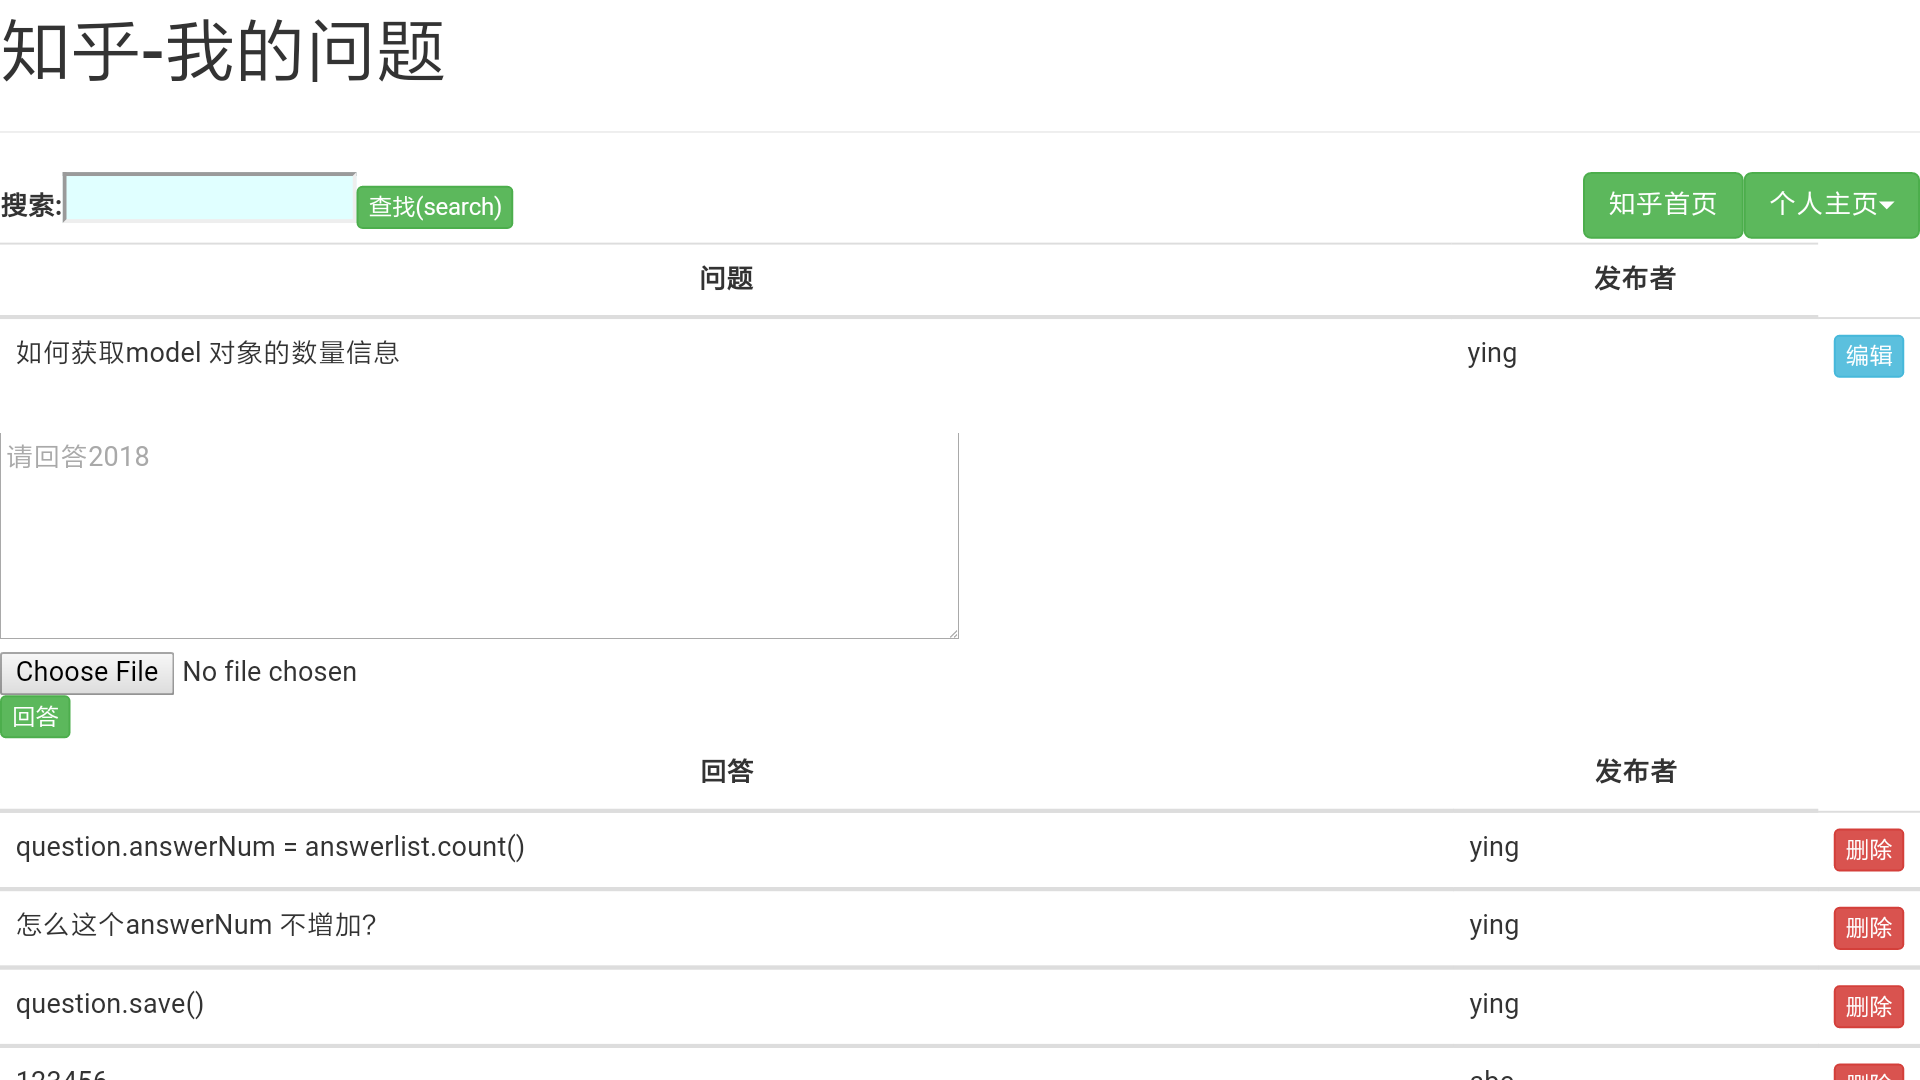 知乎-我的问题
搜索: 查找(search) 知乎首页 个人主页
问题 发布者
如何获取model 对象的数量信息 ying 编辑
请回答2018
Choose File No file chosen
回答
回答 发布者
question.answerNum = answerlist.count() ying 删除
怎么这个answerNum 不增加? ying 删除
question.save() ying 删除
123456 abc 删除